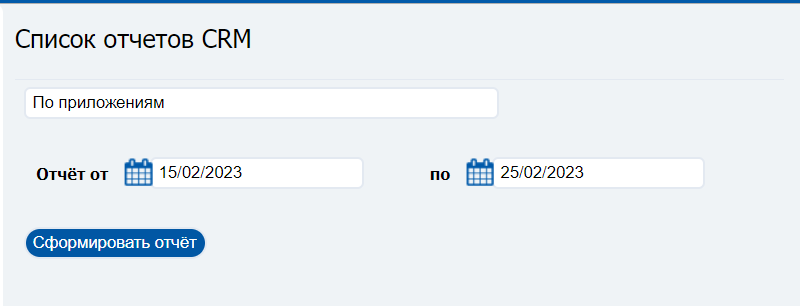 Список отчетов CRM
По приложениям
Отчёт от 15/02/2023 по 25/02/2023
Сформировать отчёт